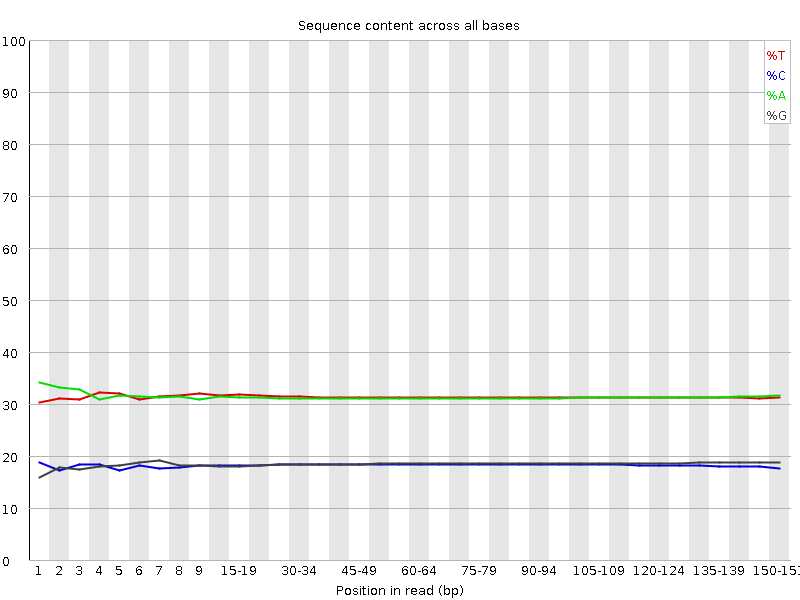 Sequence content across all bases
100
90
80
70
60
50
40
30
20
10
0
%T
%C
%A
%G
1 2 3 4 5 6 7 8 9 15-19 30-34 45-49 60-64 75-79 90-94 105-109 120-124 135-139 150-151
Position in read (bp)